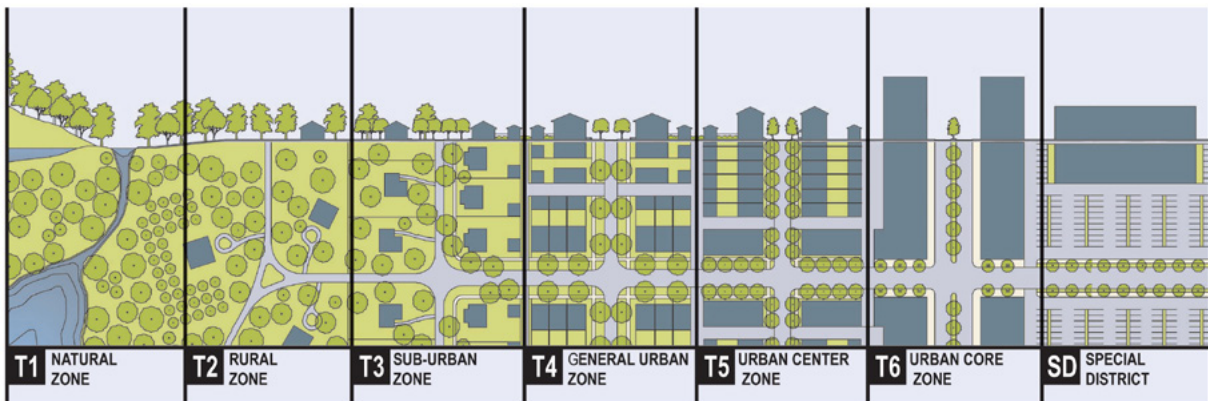 T1 NATURAL
ZONE
T2 RURAL
ZONE
T3 SUB-URBAN
ZONE
T4 GENERAL URBAN
ZONE
T5 URBAN CENTER
ZONE
T6 URBAN CORE
ZONE
SD SPECIAL
DISTRICT